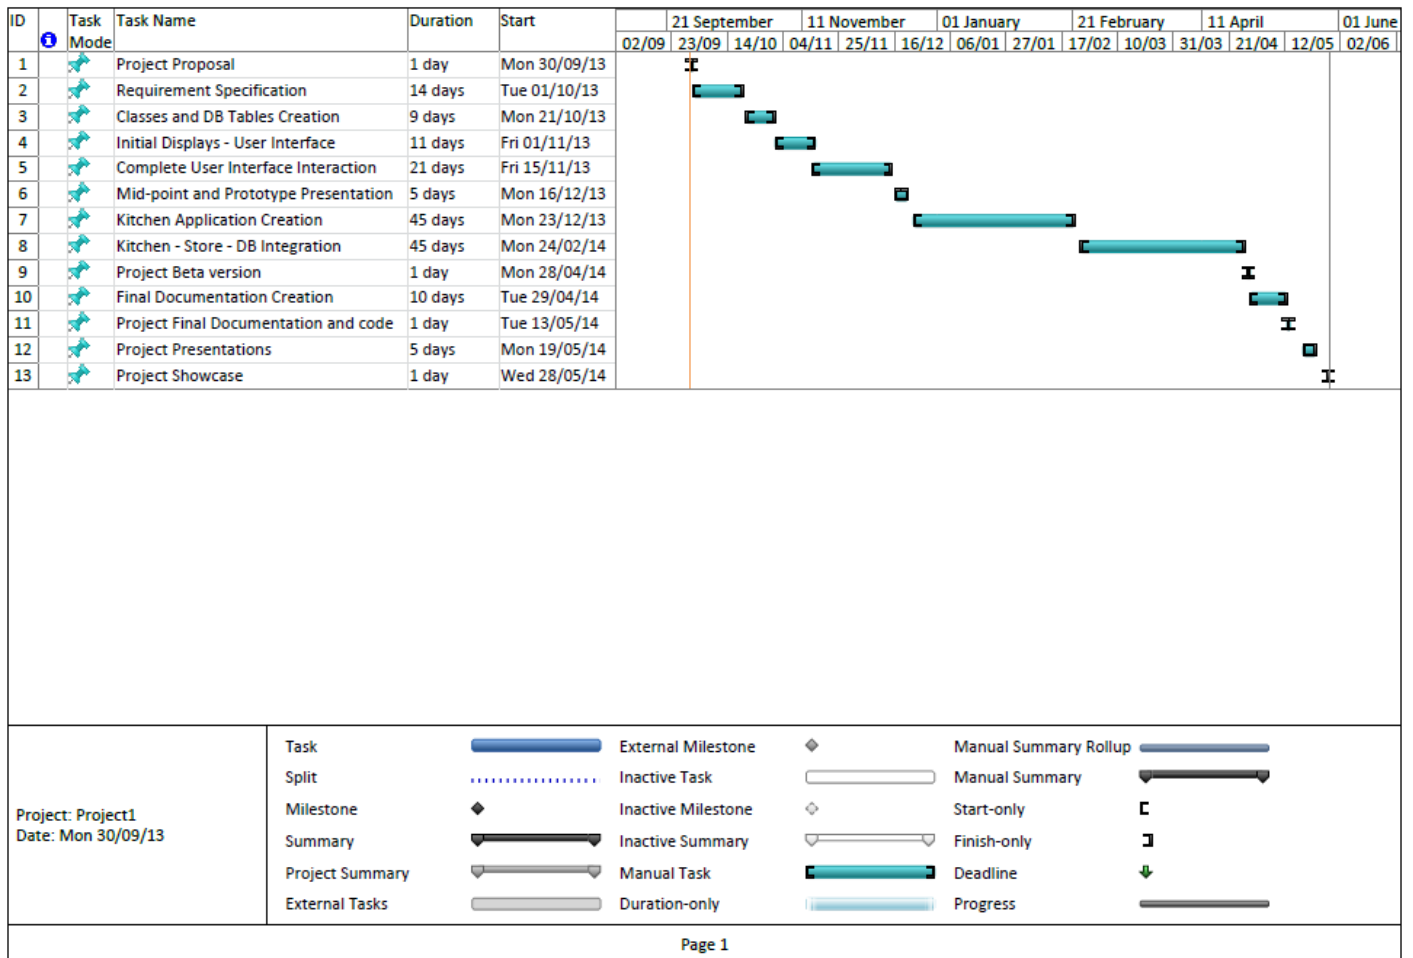 ID Task Mode Task Name Duration Start 21 September 11 November 01 January 21 February 11 April 01 June
02/09 23/09 14/10 04/11 25/11 16/12 06/01 27/01 17/02 10/03 31/03 21/04 12/05 02/06
1 Project Proposal 1 day Mon 30/09/13
2 Requirement Specification 14 days Tue 01/10/13
3 Classes and DB Tables Creation 9 days Mon 21/10/13
4 Initial Displays - User Interface 11 days Fri 01/11/13
5 Complete User Interface Interaction 21 days Fri 15/11/13
6 Mid-point and Prototype Presentation 5 days Mon 16/12/13
7 Kitchen Application Creation 45 days Mon 23/12/13
8 Kitchen - Store - DB Integration 45 days Mon 24/02/14
9 Project Beta version 1 day Mon 28/04/14
10 Final Documentation Creation 10 days Tue 29/04/14
11 Project Final Documentation and code 1 day Tue 13/05/14
12 Project Presentations 5 days Mon 19/05/14
13 Project Showcase 1 day Wed 28/05/14
Project: Project1
Date: Mon 30/09/13
Task External Milestone Manual Summary Rollup
Split Inactive Task Manual Summary
Milestone Inactive Milestone Start-only
Summary Inactive Summary Finish-only
Project Summary Manual Task Deadline
External Tasks Duration-only Progress
Page 1